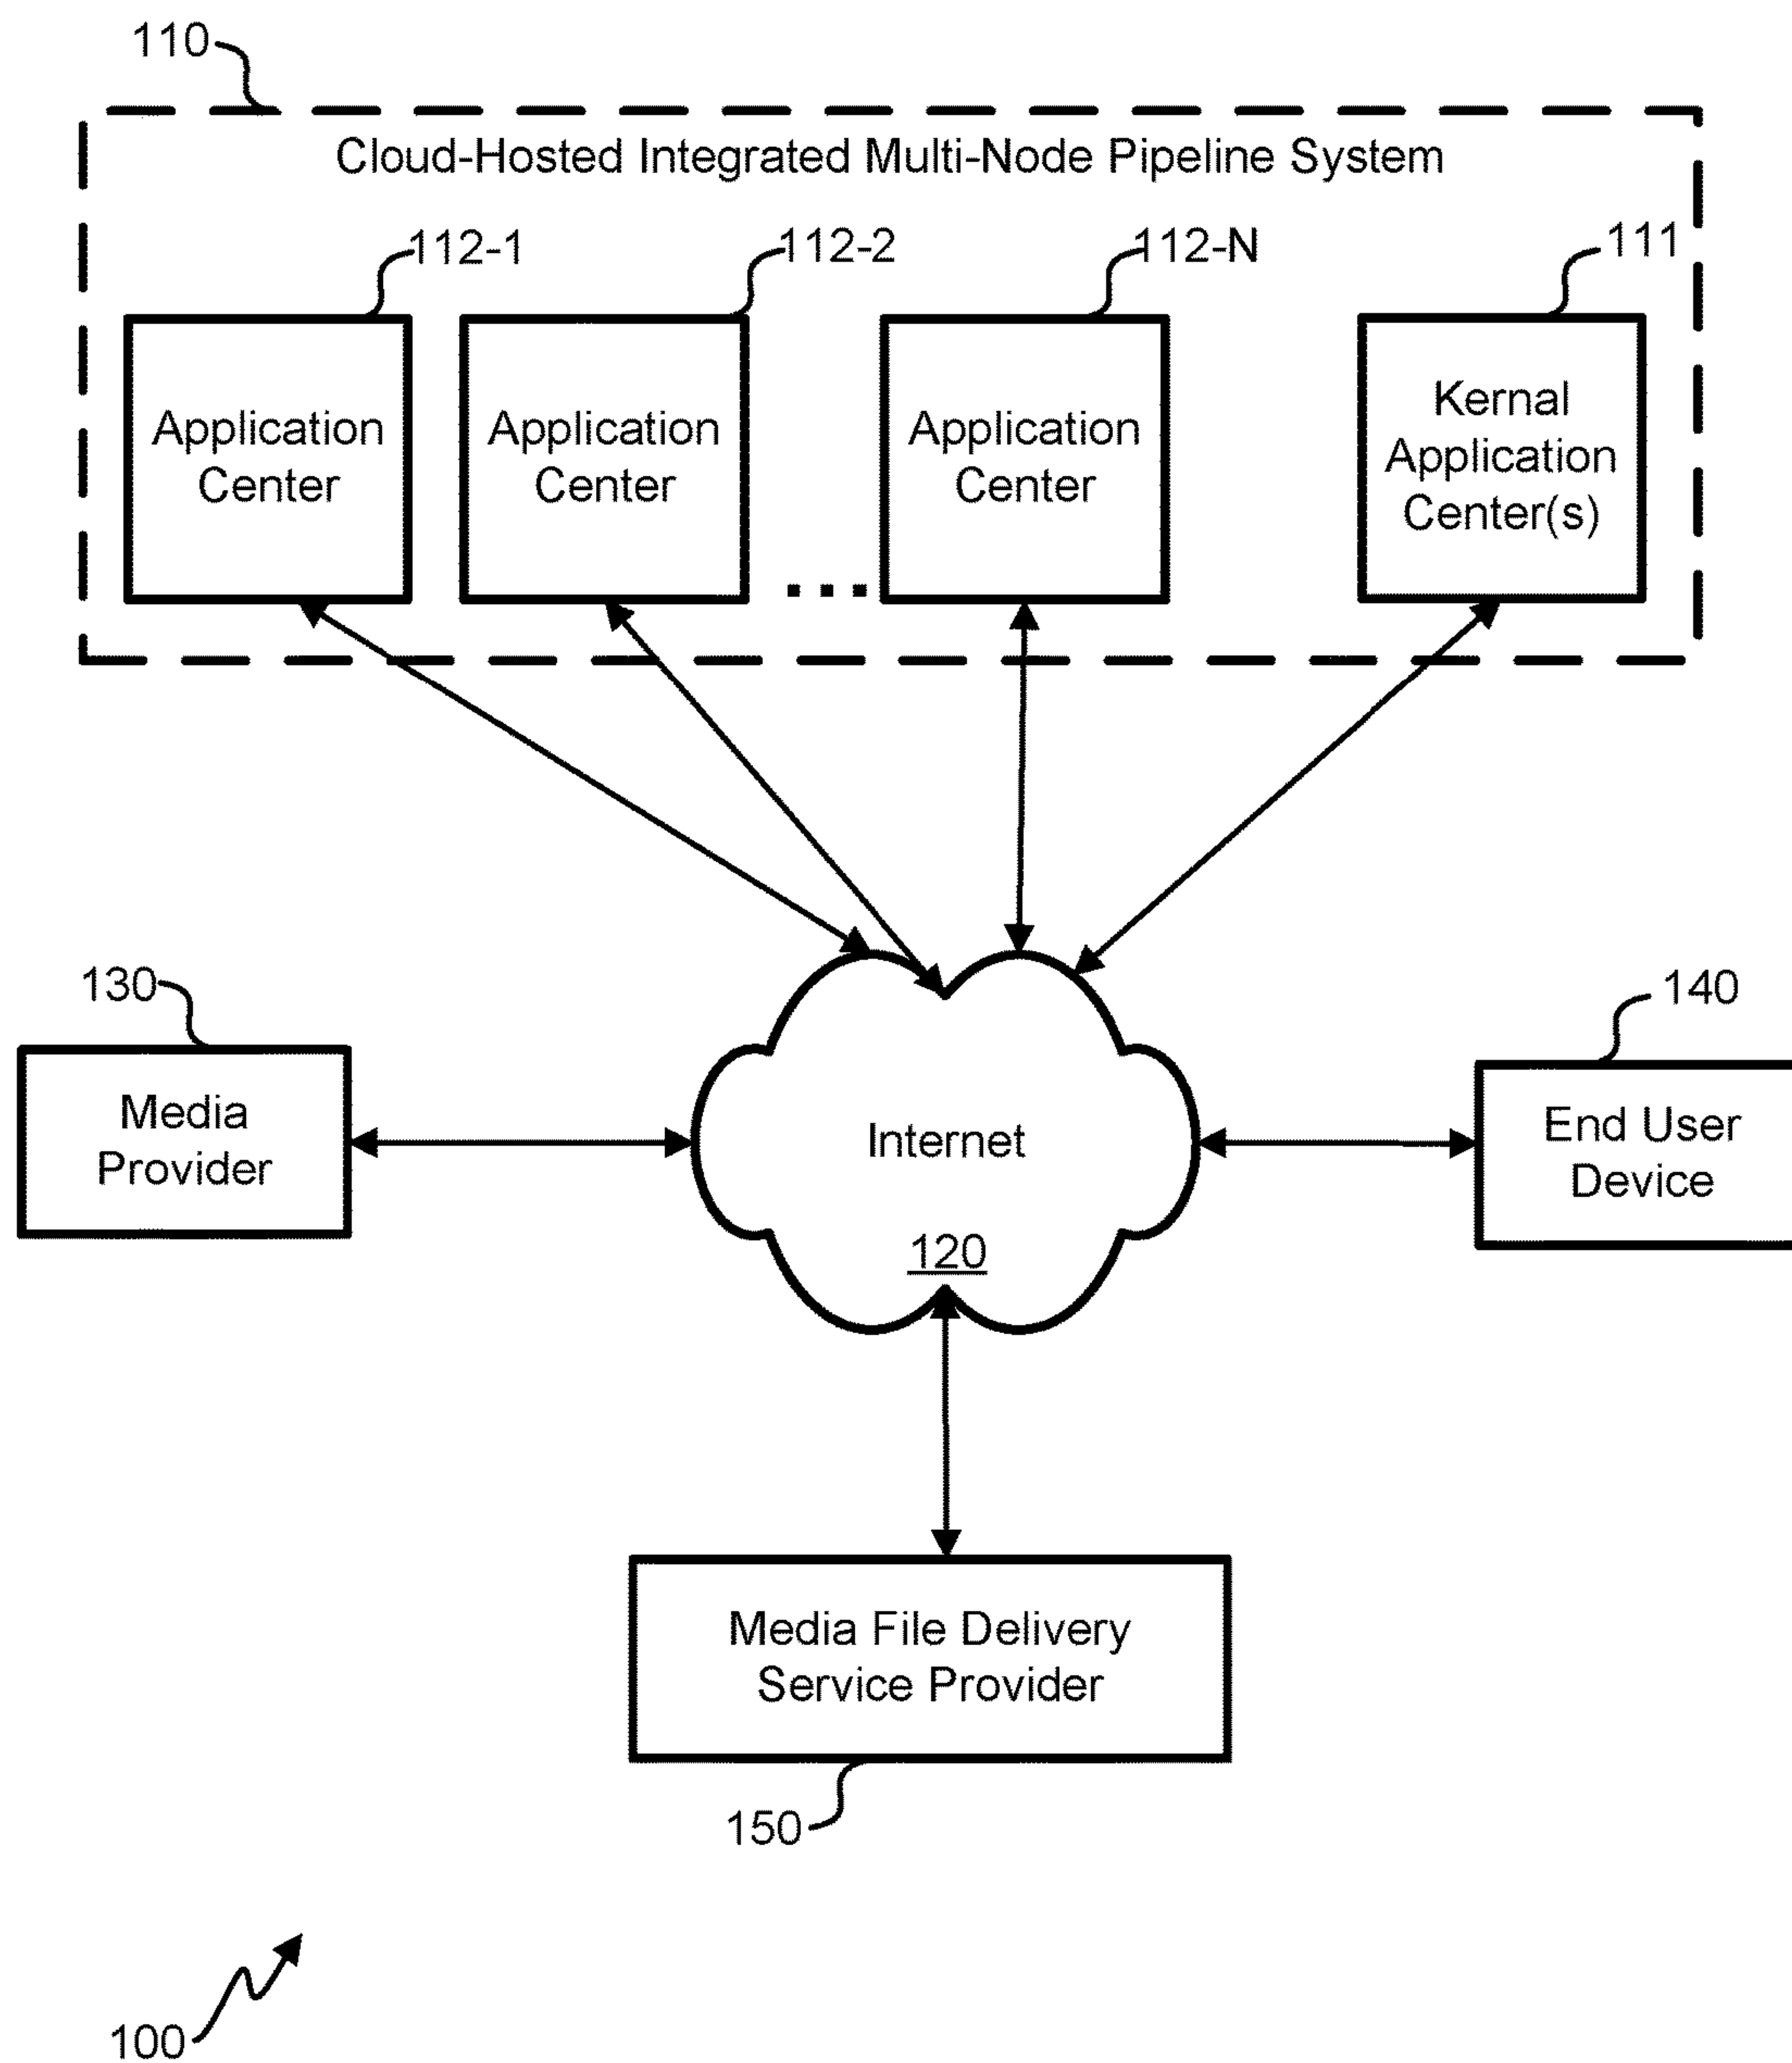 110
Cloud-Hosted Integrated Multi-Node Pipeline System
112-1
112-2
112-N
111
Application
Center
Application
Center
...
Application
Center
Kernal
Application
Center(s)
130
Media
Provider
Internet
120
140
End User
Device
Media File Delivery
Service Provider
150
100